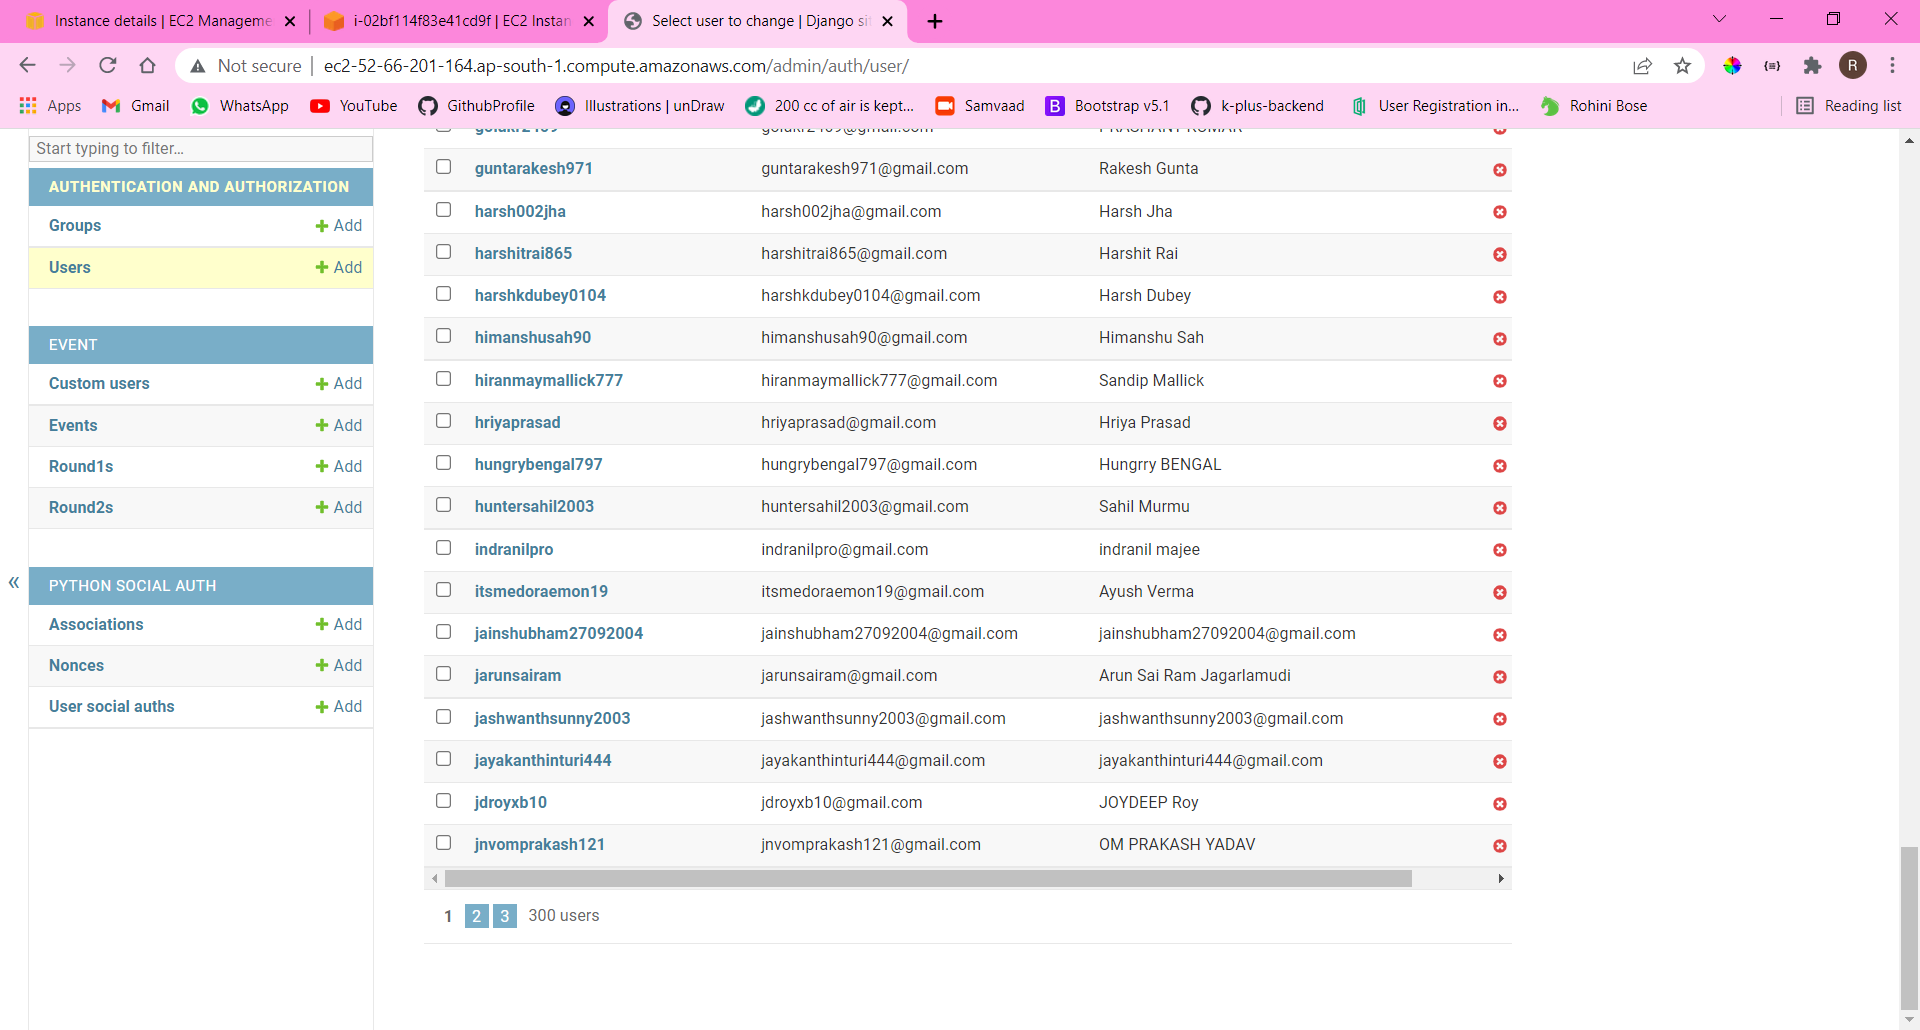 Instance details | EC2 Manageme
i-02bf114f83e41cd9f | EC2 Instan
Select user to change | Django si
Not secure
ec2-52-66-201-164.ap-south-1.compute.amazonaws.com/admin/auth/user/
R
Apps
Gmail
WhatsApp
YouTube
GithubProfile
Illustrations | unDraw
200 cc of air is kept...
Samvaad
B
Bootstrap v5.1
k-plus-backend
User Registration in...
Rohini Bose
Reading list
Start typing to filter...
AUTHENTICATION AND AUTHORIZATION
Groups + Add
Users + Add
EVENT
Custom users + Add
Events + Add
Round1s + Add
Round2s + Add
«
PYTHON SOCIAL AUTH
Associations + Add
Nonces + Add
User social auths + Add
PRASHANT KUMAR
guntarakesh971 guntarakesh971@gmail.com Rakesh Gunta
harsh002jha harsh002jha@gmail.com Harsh Jha
harshitrai865 harshitrai865@gmail.com Harshit Rai
harshkdubey0104 harshkdubey0104@gmail.com Harsh Dubey
himanshusah90 himanshusah90@gmail.com Himanshu Sah
hiranmaymallick777 hiranmaymallick777@gmail.com Sandip Mallick
hriyaprasad hriyaprasad@gmail.com Hriya Prasad
hungrybengal797 hungrybengal797@gmail.com Hungrry BENGAL
huntersahil2003 huntersahil2003@gmail.com Sahil Murmu
indranilpro indranilpro@gmail.com indranil majee
itsmedoraemon19 itsmedoraemon19@gmail.com Ayush Verma
jainshubham27092004 jainshubham27092004@gmail.com jainshubham27092004@gmail.com
jarunsairam jarunsairam@gmail.com Arun Sai Ram Jagarlamudi
jashwanthsunny2003 jashwanthsunny2003@gmail.com jashwanthsunny2003@gmail.com
jayakanthinturi444 jayakanthinturi444@gmail.com jayakanthinturi444@gmail.com
jdroyxb10 jdroyxb10@gmail.com JOYDEEP Roy
jnvomprakash121 jnvomprakash121@gmail.com OM PRAKASH YADAV
1 2 3 300 users